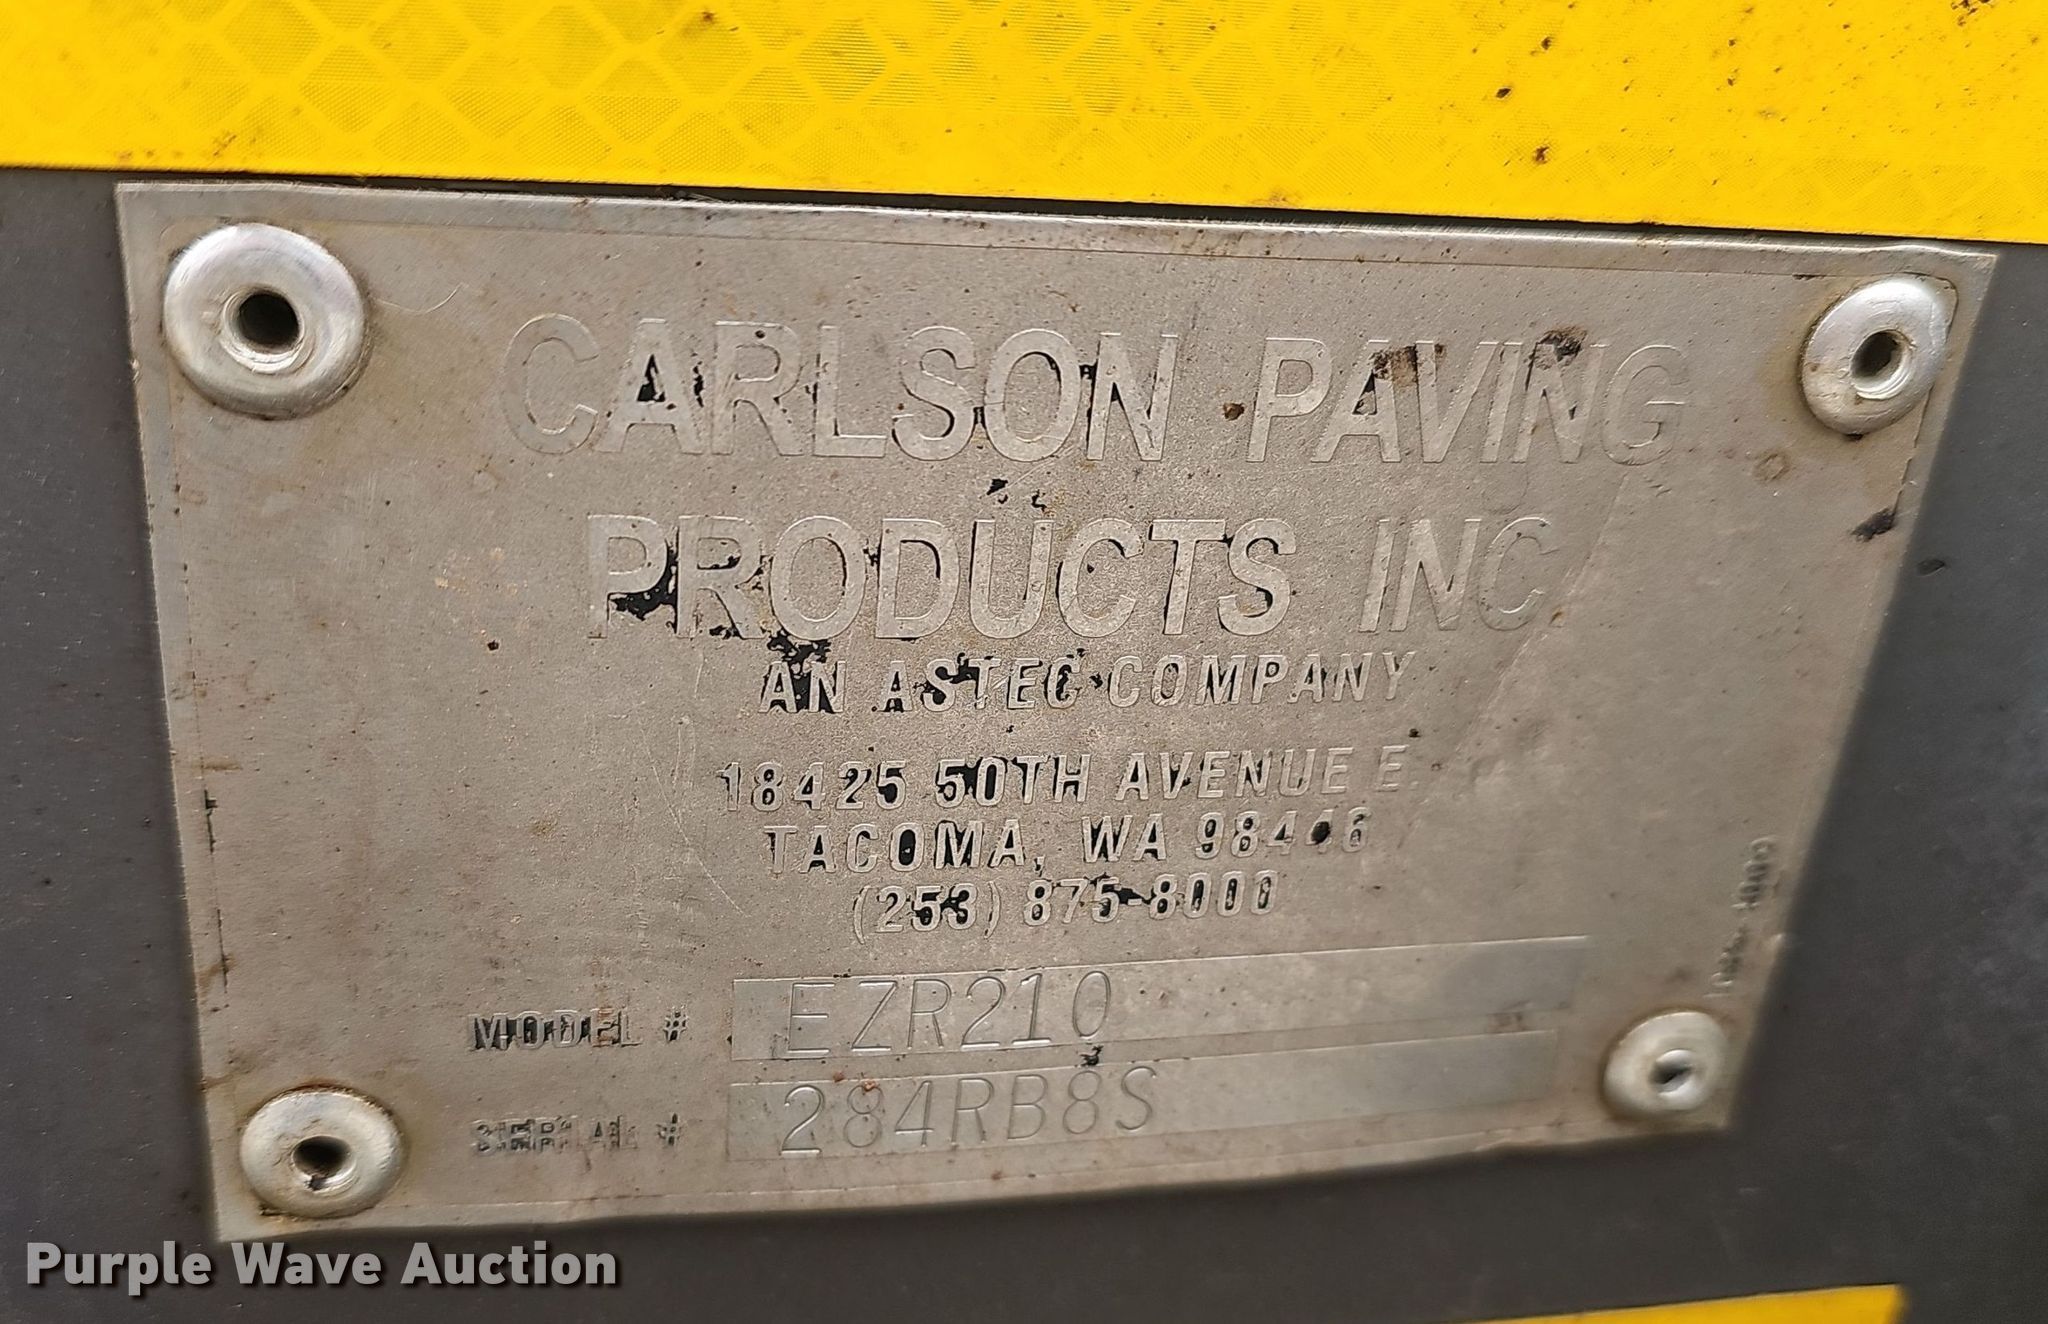 CARLSON PAVING
PRODUCTS INC.
AN ASTEC COMPANY
18425 50TH AVENUE E.
TACOMA, WA 98446
(253) 875-8000
MODEL # EZR210
SERIAL # 284RB8S
Purple Wave Auction